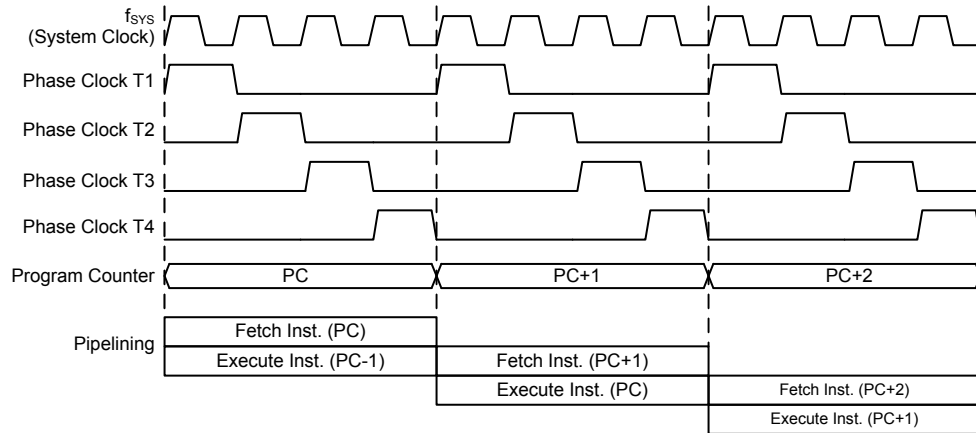 fSYS
(System Clock)
Phase Clock T1
Phase Clock T2
Phase Clock T3
Phase Clock T4
Program Counter PC PC+1 PC+2
Pipelining
Fetch Inst. (PC)
Execute Inst. (PC-1) Fetch Inst. (PC+1)
Execute Inst. (PC) Fetch Inst. (PC+2)
Execute Inst. (PC+1)